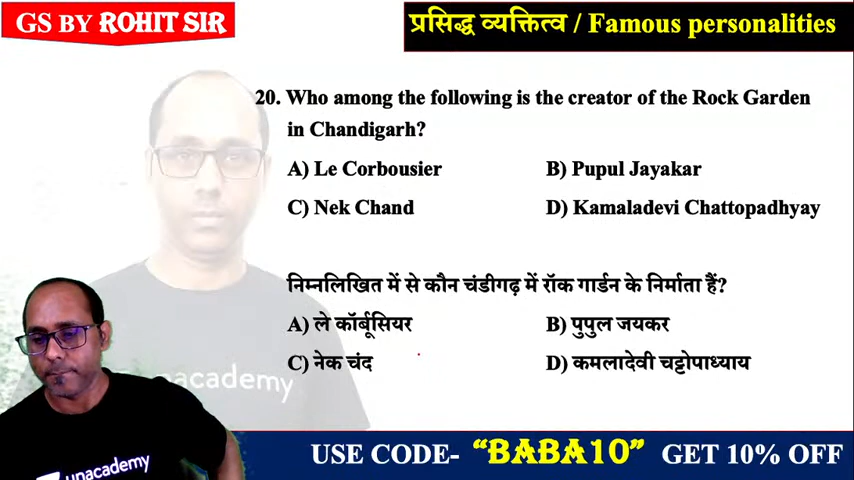 GS BY ROHIT SIR
प्रसिद्ध व्यक्तित्व / Famous personalities
20. Who among the following is the creator of the Rock Garden
in Chandigarh?
A) Le Corbousier
B) Pupul Jayakar
C) Nek Chand
D) Kamaladevi Chattopadhyay
निम्नलिखित में से कौन चंडीगढ़ में रॉक गार्डन के निर्माता हैं?
A) ले कॉर्बूसियर
B) पुपुल जयकर
C) नेक चंद
D) कमलादेवी चट्टोपाध्याय
unacademy
unacademy
USE CODE- “BABA10” GET 10% OFF